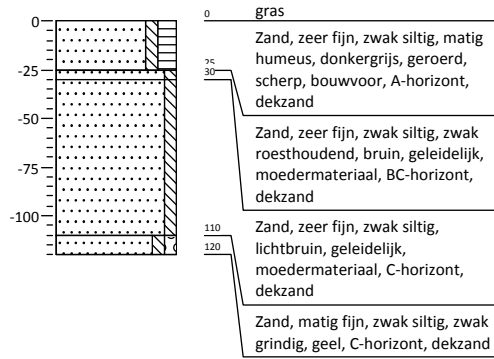 0
-25
-50
-75
-100
0 gras
Zand, zeer fijn, zwak siltig, matig
humeus, donkergrijs, geroerd,
scherp, bouwvoor, A-horizont,
dekzand
25
30
Zand, zeer fijn, zwak siltig, zwak
roesthoudend, bruin, geleidelijk,
moedermateriaal, BC-horizont,
dekzand
110
120
Zand, zeer fijn, zwak siltig,
lichtbruin, geleidelijk,
moedermateriaal, C-horizont,
dekzand
Zand, matig fijn, zwak siltig, zwak
grindig, geel, C-horizont, dekzand